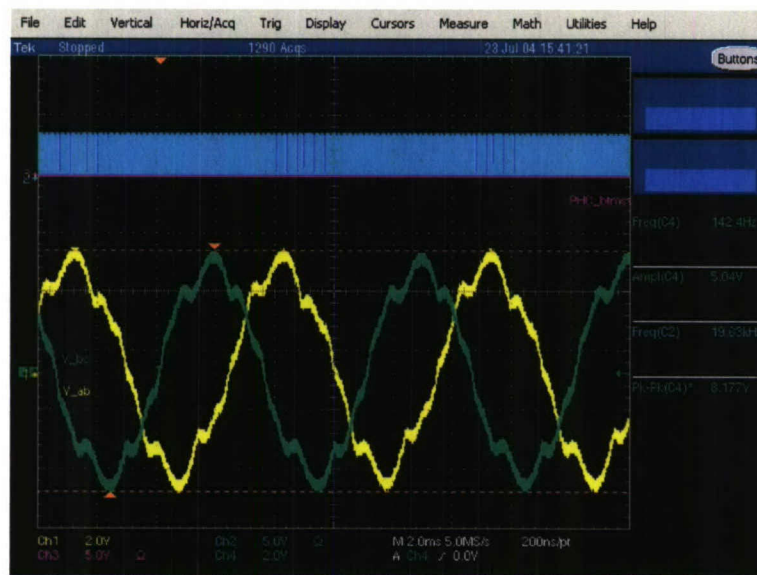 File Edit Vertical Horiz/Acq Trig Display Cursors Measure Math Utilities Help
Tek Stopped 1290 Acqs 23 Jul 04 15:41:21
Buttons
Freq(C4) 142.4Hz
Ampl(C4) 5.04V
Freq(C2) 19.63kHz
Pk-Pk(C4)* 8.177V
V_bc
V_ab
Ch1 2.0V Ch2 5.0V Ω M 2.0ms 5.0MS/s 200ns/pt
Ch3 5.0V Ω Ch4 2.0V A Ch4 0.0V